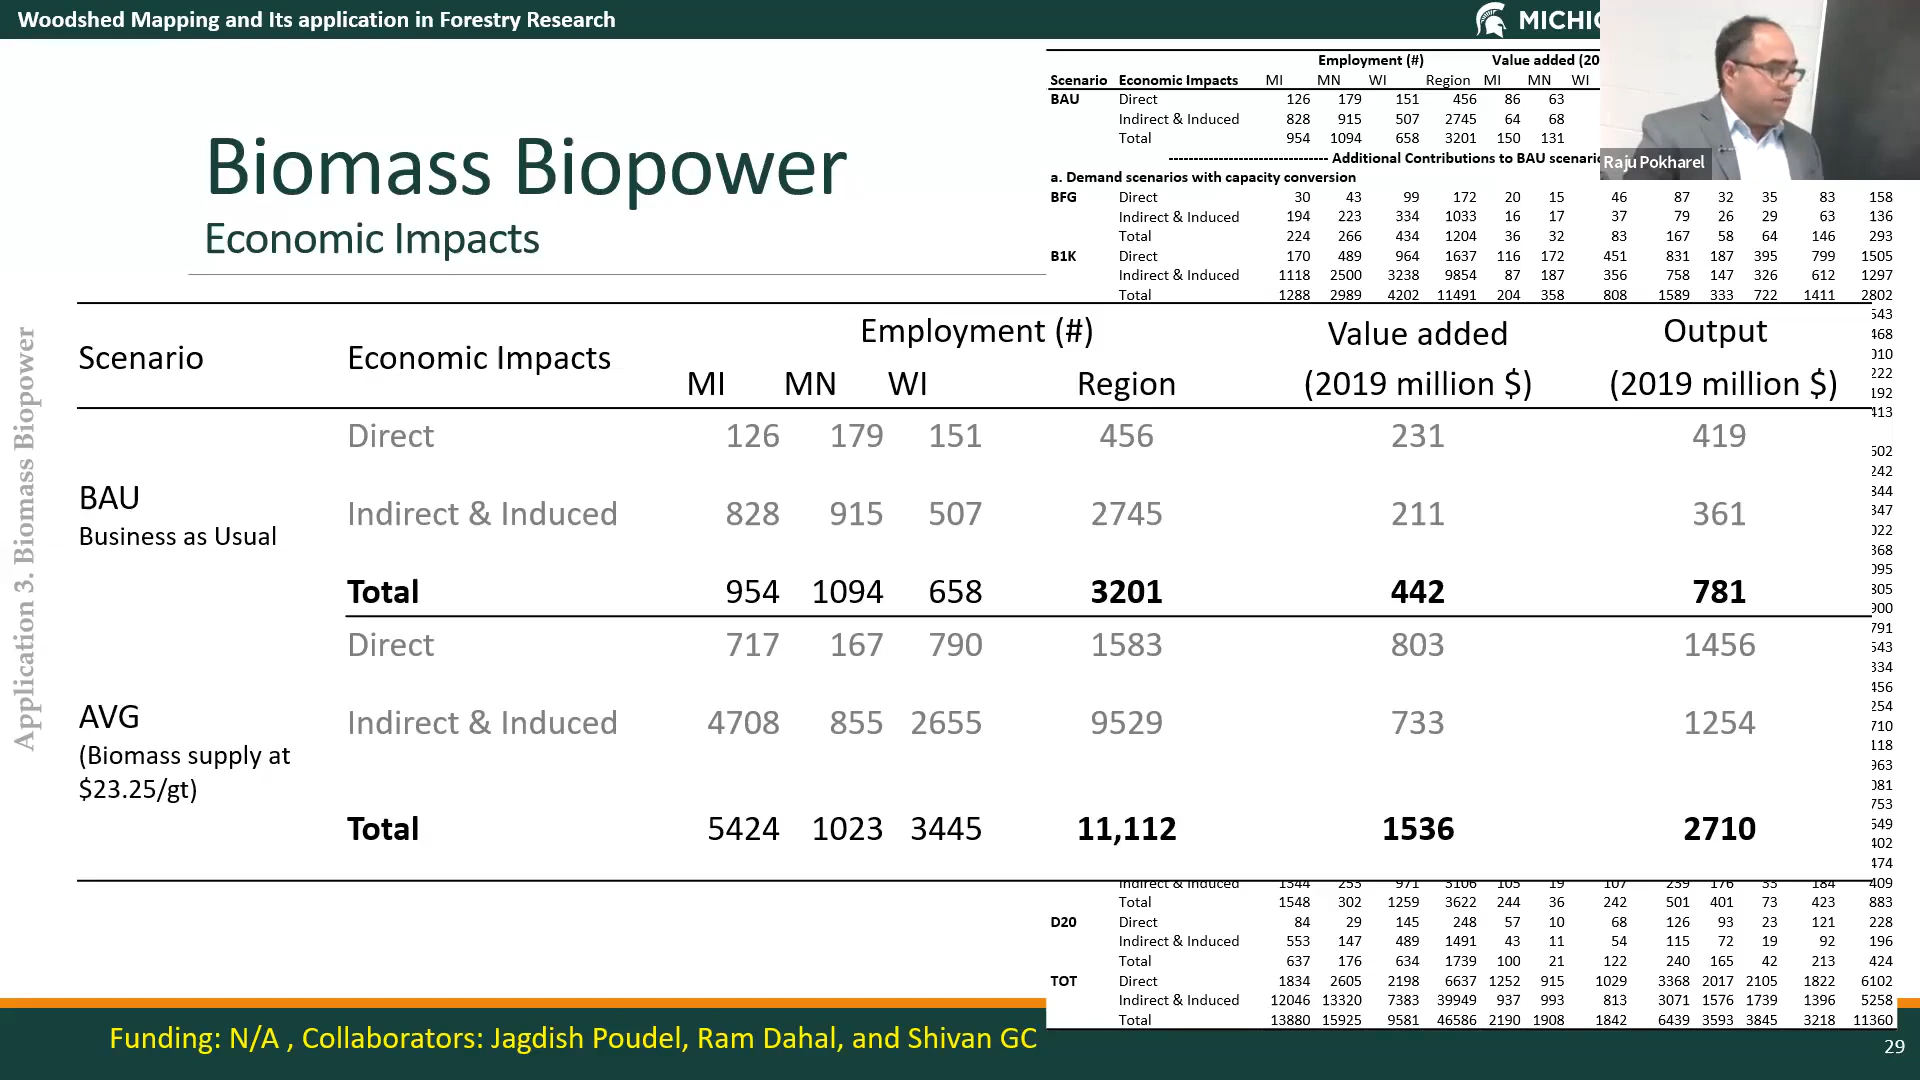 Woodshed Mapping and Its application in Forestry Research
Raju Pokharel
Biomass Biopower
Economic Impacts
Application 3. Biomass Biopower
Employment (#) Value added (20
Scenario Economic Impacts MI MN WI Region MI MN WI
BAU Direct 126 179 151 456 86 63
Indirect & Induced 828 915 507 2745 64 68
Total 954 1094 658 3201 150 131
------------------------------- Additional Contributions to BAU
a. Demand scenarios with capacity conversion
BFG Direct 30 43 99 172 20 15 46 87 32 35 83 158
Indirect & Induced 194 223 334 1033 16 17 37 79 26 29 63 136
Total 224 266 434 1204 36 32 83 167 58 64 146 293
B1K Direct 170 489 964 1637 116 172 451 831 187 395 799 1505
Indirect & Induced 1118 2500 3238 9854 87 187 356 758 147 326 612 1297
Total 1288 2989 4202 11491 204 358 808 1589 333 722 1411 2802
Scenario Economic Impacts Employment (#) Value added Output
MI MN WI Region (2019 million $) (2019 million $)
Direct 126 179 151 456 231 419
BAU
Business as Usual
Indirect & Induced 828 915 507 2745 211 361
Total 954 1094 658 3201 442 781
Direct 717 167 790 1583 803 1456
AVG
(Biomass supply at
$23.25/gt)
Indirect & Induced 4708 855 2655 9529 733 1254
Total 5424 1023 3445 11,112 1536 2710
Indirect & Induced 1344 253 971 3106 105 19 107 239 176 33 184 409
Total 1548 302 1259 3622 244 36 242 501 401 73 423 883
D20 Direct 84 29 145 248 57 10 68 126 93 23 121 228
Indirect & Induced 553 147 489 1491 43 11 54 115 72 19 92 196
Total 637 176 634 1739 100 21 122 240 165 42 213 424
TOT Direct 1834 2605 2198 6637 1252 915 1029 3368 2017 2105 1822 6102
Indirect & Induced 12046 13320 7383 39949 937 993 813 3071 1576 1739 1396 5258
Total 13880 15925 9581 46586 2190 1908 1842 6439 3593 3845 3218 11360
Funding: N/A , Collaborators: Jagdish Poudel, Ram Dahal, and Shivan GC
29